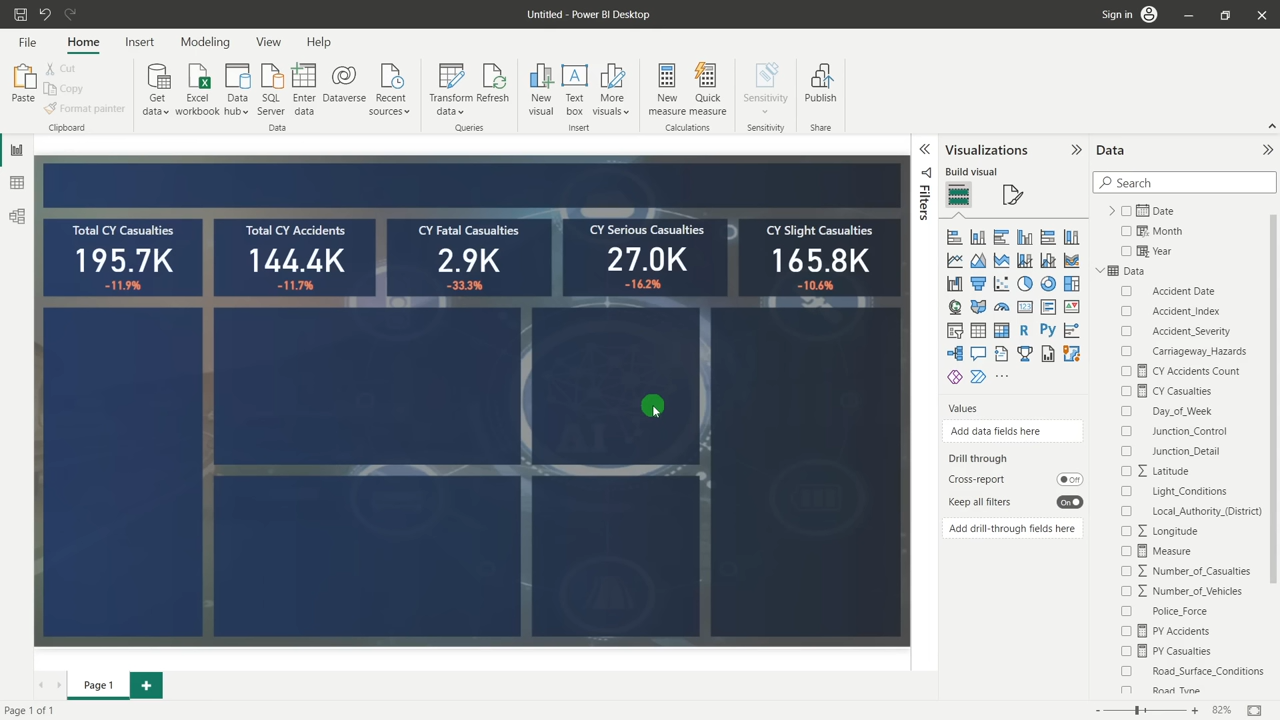 Untitled - Power BI Desktop
Sign in
File
Home
Insert
Modeling
View
Help
Paste
Cut
Copy
Format painter
Clipboard
Get data
Excel workbook
Data hub
SQL Server
Enter data
Dataverse
Recent sources
Data
Transform data
Refresh
Queries
New visual
Text box
More visuals
Insert
New measure
Quick measure
Calculations
Sensitivity
Sensitivity
Publish
Share
Total CY Casualties
195.7K
-11.9%
Total CY Accidents
144.4K
-11.7%
CY Fatal Casualties
2.9K
-33.3%
CY Serious Casualties
27.0K
-16.2%
CY Slight Casualties
165.8K
-10.6%
AI
Filters
Visualizations
Build visual
R
Py
123
Values
Add data fields here
Drill through
Cross-report
Off
Keep all filters
On
Add drill-through fields here
Data
Search
Date
Month
Year
Data
Accident Date
Accident_Index
Accident_Severity
Carriageway_Hazards
CY Accidents Count
CY Casualties
Day_of_Week
Junction_Control
Junction_Detail
Latitude
Light_Conditions
Local_Authority_(District)
Longitude
Measure
Number_of_Casualties
Number_of_Vehicles
Police_Force
PY Accidents
PY Casualties
Road_Surface_Conditions
Road_Type
Page 1
Page 1 of 1
- + 82%